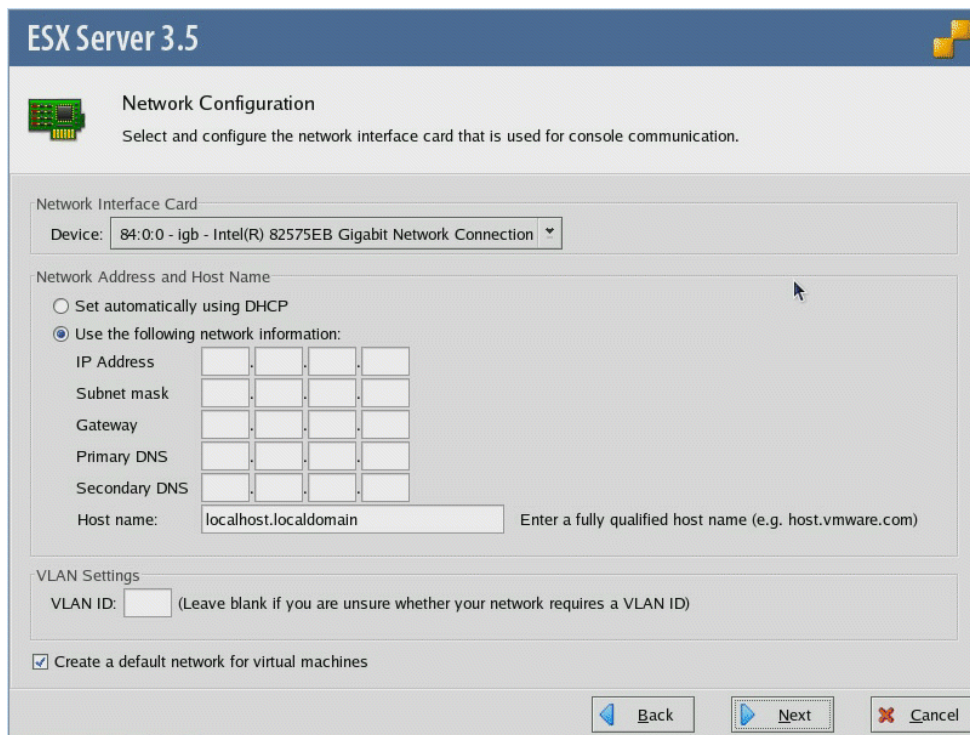 ESX Server 3.5
Network Configuration
Select and configure the network interface card that is used for console communication.
Network Interface Card
Device: 84:0:0 - igb - Intel(R) 82575EB Gigabit Network Connection
Network Address and Host Name
Set automatically using DHCP
Use the following network information:
IP Address . . .
Subnet mask . . .
Gateway . . .
Primary DNS . . .
Secondary DNS . . .
Host name: localhost.localdomain Enter a fully qualified host name (e.g. host.vmware.com)
VLAN Settings
VLAN ID: (Leave blank if you are unsure whether your network requires a VLAN ID)
Create a default network for virtual machines
Back Next Cancel